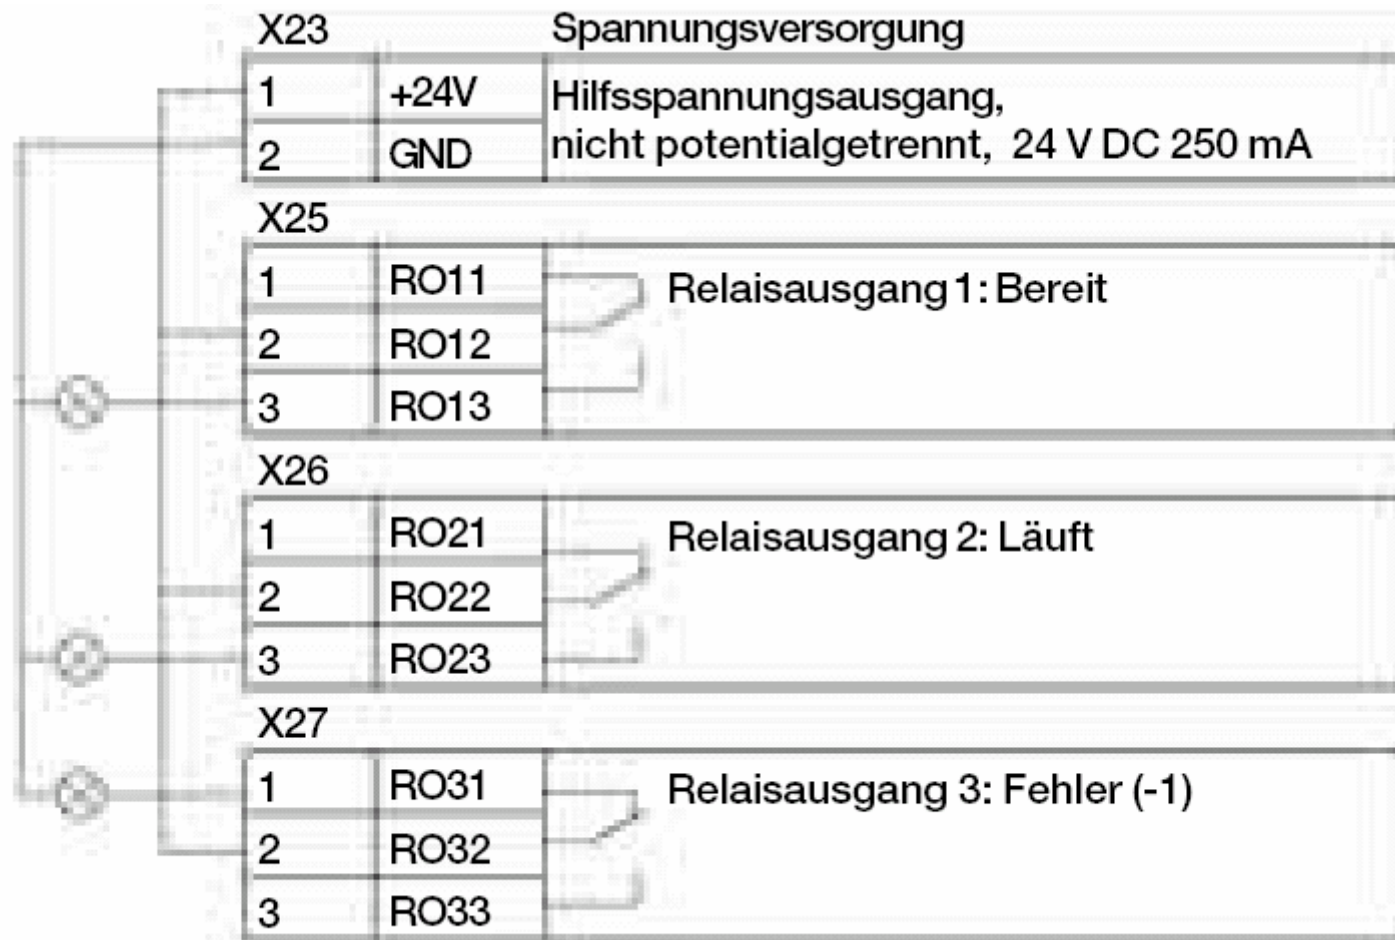 X23 Spannungsversorgung
1 +24V Hilfsspannungsausgang,
2 GND nicht potentialgetrennt, 24 V DC 250 mA
X25
1 RO11 Relaisausgang 1: Bereit
2 RO12
3 RO13
X26
1 RO21 Relaisausgang 2: Läuft
2 RO22
3 RO23
X27
1 RO31 Relaisausgang 3: Fehler (-1)
2 RO32
3 RO33